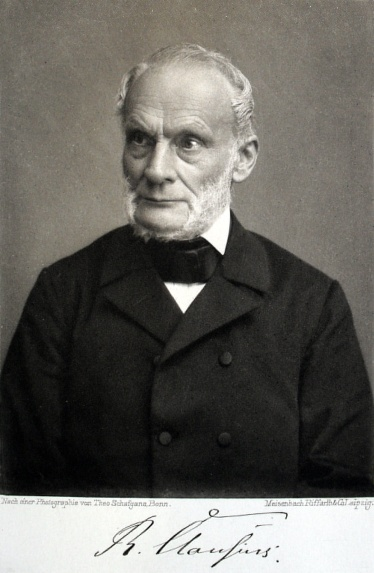 Nach einer Photographie von Theo Schafgans, Bonn.
Meisenbach Riffarth & Co. Leipzig.
R. Clausius.